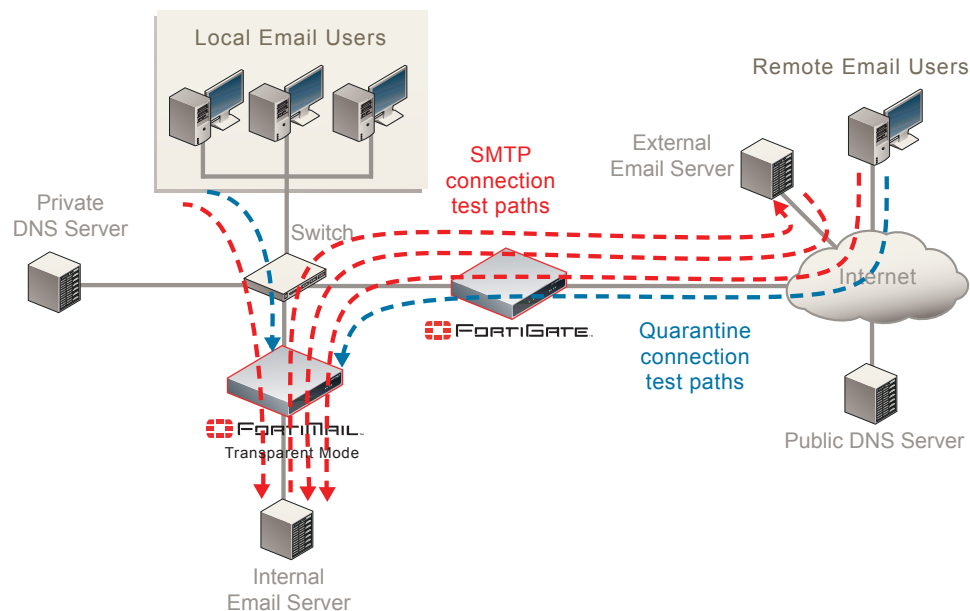 Local Email Users
Remote Email Users
External
Email Server
SMTP
connection
test paths
Private
DNS Server
Switch
Internet
FORTIGATE
Quarantine
connection
test paths
FORTIMAIL
Transparent Mode
Public DNS Server
Internal
Email Server